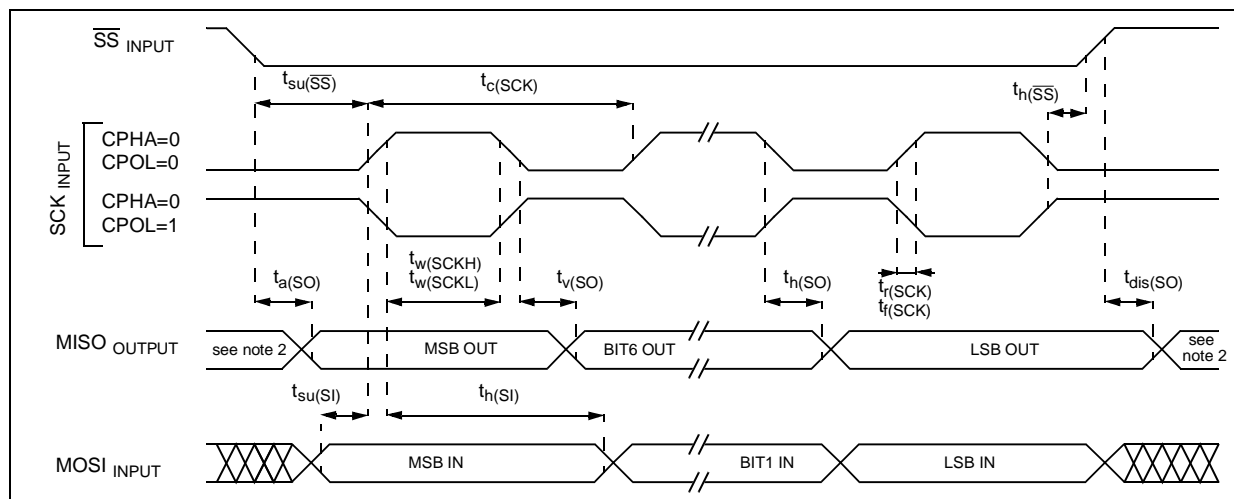 SS INPUT
tsu(SS)
tc(SCK)
th(SS)
SCK INPUT
CPHA=0
CPOL=0
CPHA=0
CPOL=1
ta(SO)
tw(SCKH)
tw(SCKL)
tv(SO)
th(SO)
tr(SCK)
tf(SCK)
tdis(SO)
MISO OUTPUT
see note 2
MSB OUT
BIT6 OUT
LSB OUT
see
note 2
tsu(SI)
th(SI)
MOSI INPUT
MSB IN
BIT1 IN
LSB IN